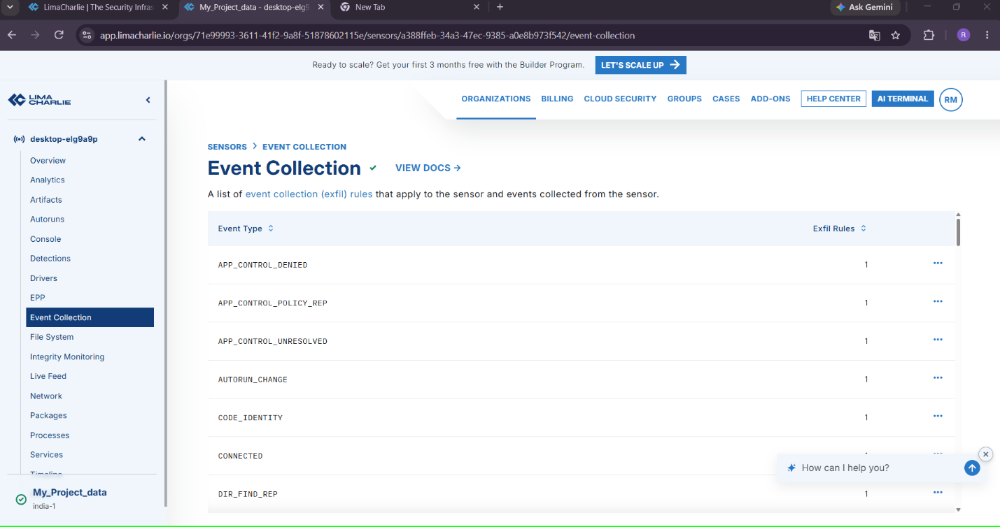 LimaCharlie | The Security Infras
My_Project_data - desktop-elg9
New Tab
Ask Gemini
app.limacharlie.io/orgs/71e99993-3611-41f2-9a8f-51878602115e/sensors/a388ffeb-34a3-47ec-9385-a0e8b973f542/event-collection
R
Ready to scale? Get your first 3 months free with the Builder Program.
LET'S SCALE UP
LIMA
CHARLIE
ORGANIZATIONS
BILLING
CLOUD SECURITY
GROUPS
CASES
ADD-ONS
HELP CENTER
AI TERMINAL
RM
desktop-elg9a9p
Overview
Analytics
Artifacts
Autoruns
Console
Detections
Drivers
EPP
Event Collection
File System
Integrity Monitoring
Live Feed
Network
Packages
Processes
Services
Timeline
My_Project_data
india-1
SENSORS > EVENT COLLECTION
Event Collection
VIEW DOCS →
A list of event collection (exfil) rules that apply to the sensor and events collected from the sensor.
Event Type
Exfil Rules
APP_CONTROL_DENIED 1
APP_CONTROL_POLICY_REP 1
APP_CONTROL_UNRESOLVED 1
AUTORUN_CHANGE 1
CODE_IDENTITY 1
CONNECTED
DIR_FIND_REP 1
How can I help you?